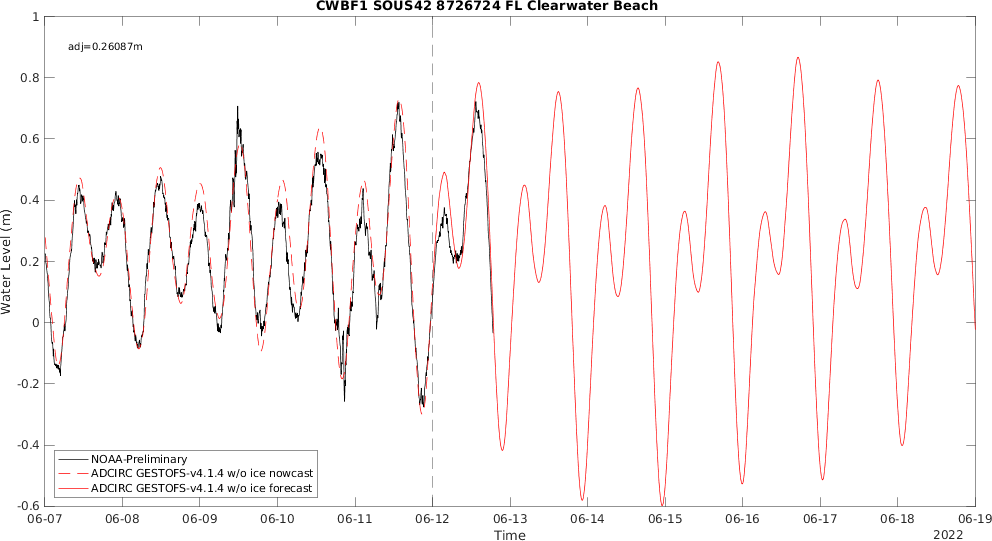 CWBF1 SOUS42 8726724 FL Clearwater Beach
adj=0.26087m
1
0.8
0.6
0.4
0.2
0
-0.2
-0.4
-0.6
Water Level (m)
NOAA-Preliminary
ADCIRC GESTOFS-v4.1.4 w/o ice nowcast
ADCIRC GESTOFS-v4.1.4 w/o ice forecast
06-07 06-08 06-09 06-10 06-11 06-12 06-13 06-14 06-15 06-16 06-17 06-18 06-19
Time
2022